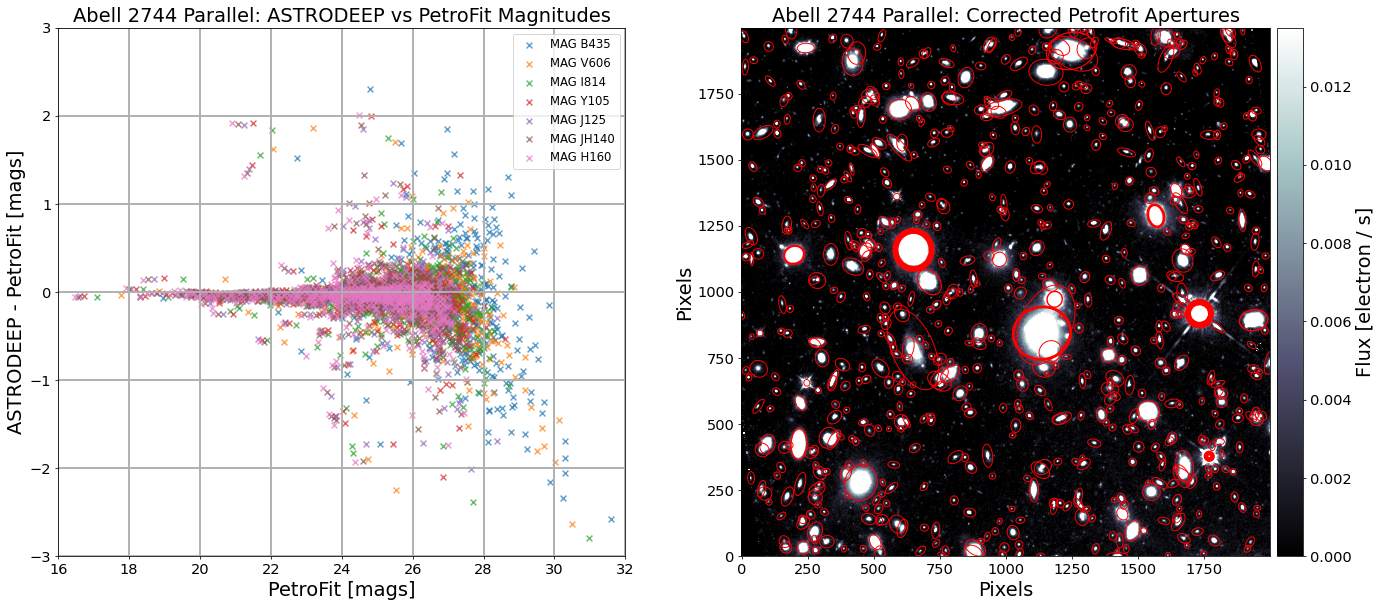 Abell 2744 Parallel: ASTRODEEP vs PetroFit Magnitudes
3
2
1
0
−1
−2
−3
ASTRODEEP - PetroFit [mags]
MAG B435
MAG V606
MAG I814
MAG Y105
MAG J125
MAG JH140
MAG H160
16 18 20 22 24 26 28 30 32
PetroFit [mags]
Abell 2744 Parallel: Corrected Petrofit Apertures
1750
1500
1250
1000
750
500
250
0
Pixels
0 250 500 750 1000 1250 1500 1750
Pixels
0.012
0.010
0.008
0.006
0.004
0.002
0.000
Flux [electron / s]